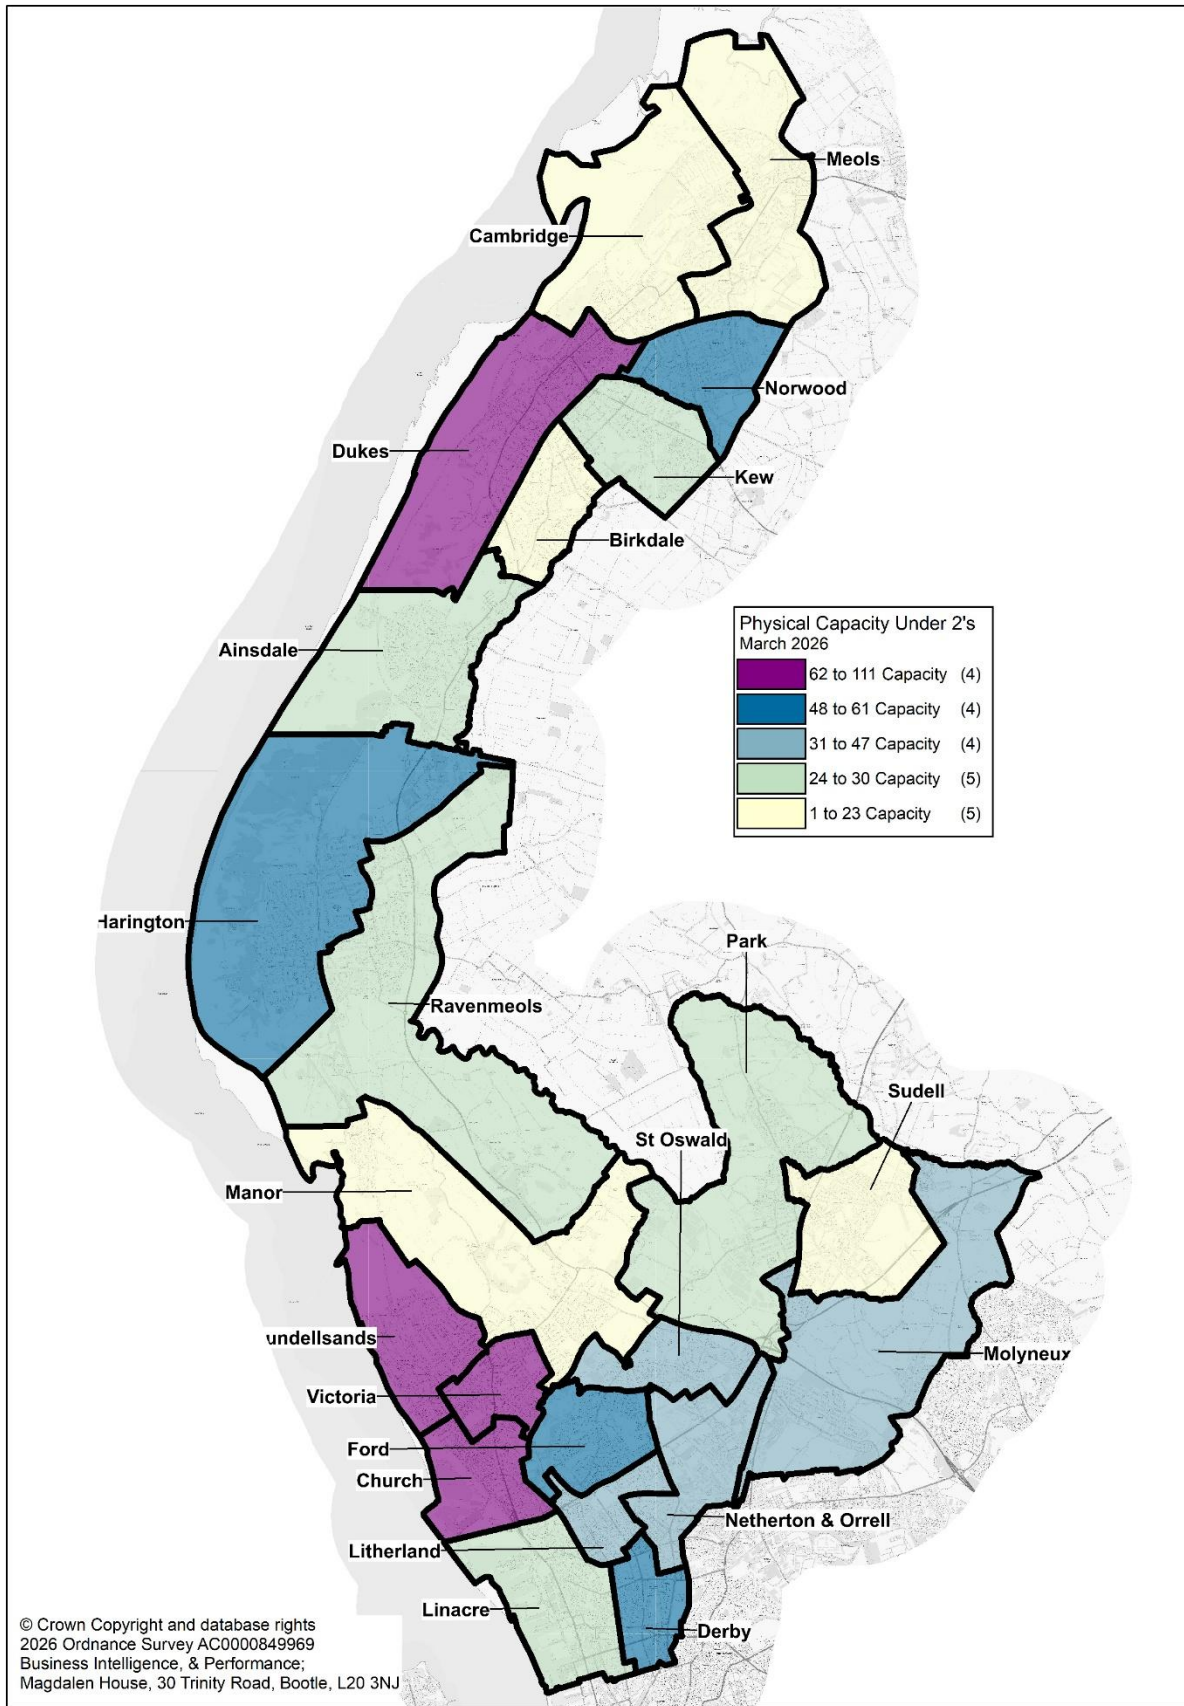 Meols
Cambridge
Norwood
Dukes
Kew
Birkdale
Physical Capacity Under 2's
March 2026
62 to 111 Capacity (4)
48 to 61 Capacity (4)
31 to 47 Capacity (4)
24 to 30 Capacity (5)
1 to 23 Capacity (5)
Ainsdale
Harington
Park
Ravenmeols
Sudell
St Oswald
Manor
undellsands
Molyneux
Victoria
Ford
Church
Netherton & Orrell
Litherland
Linacre
Derby
© Crown Copyright and database rights
2026 Ordnance Survey AC0000849969
Business Intelligence, & Performance;
Magdalen House, 30 Trinity Road, Bootle, L20 3NJ